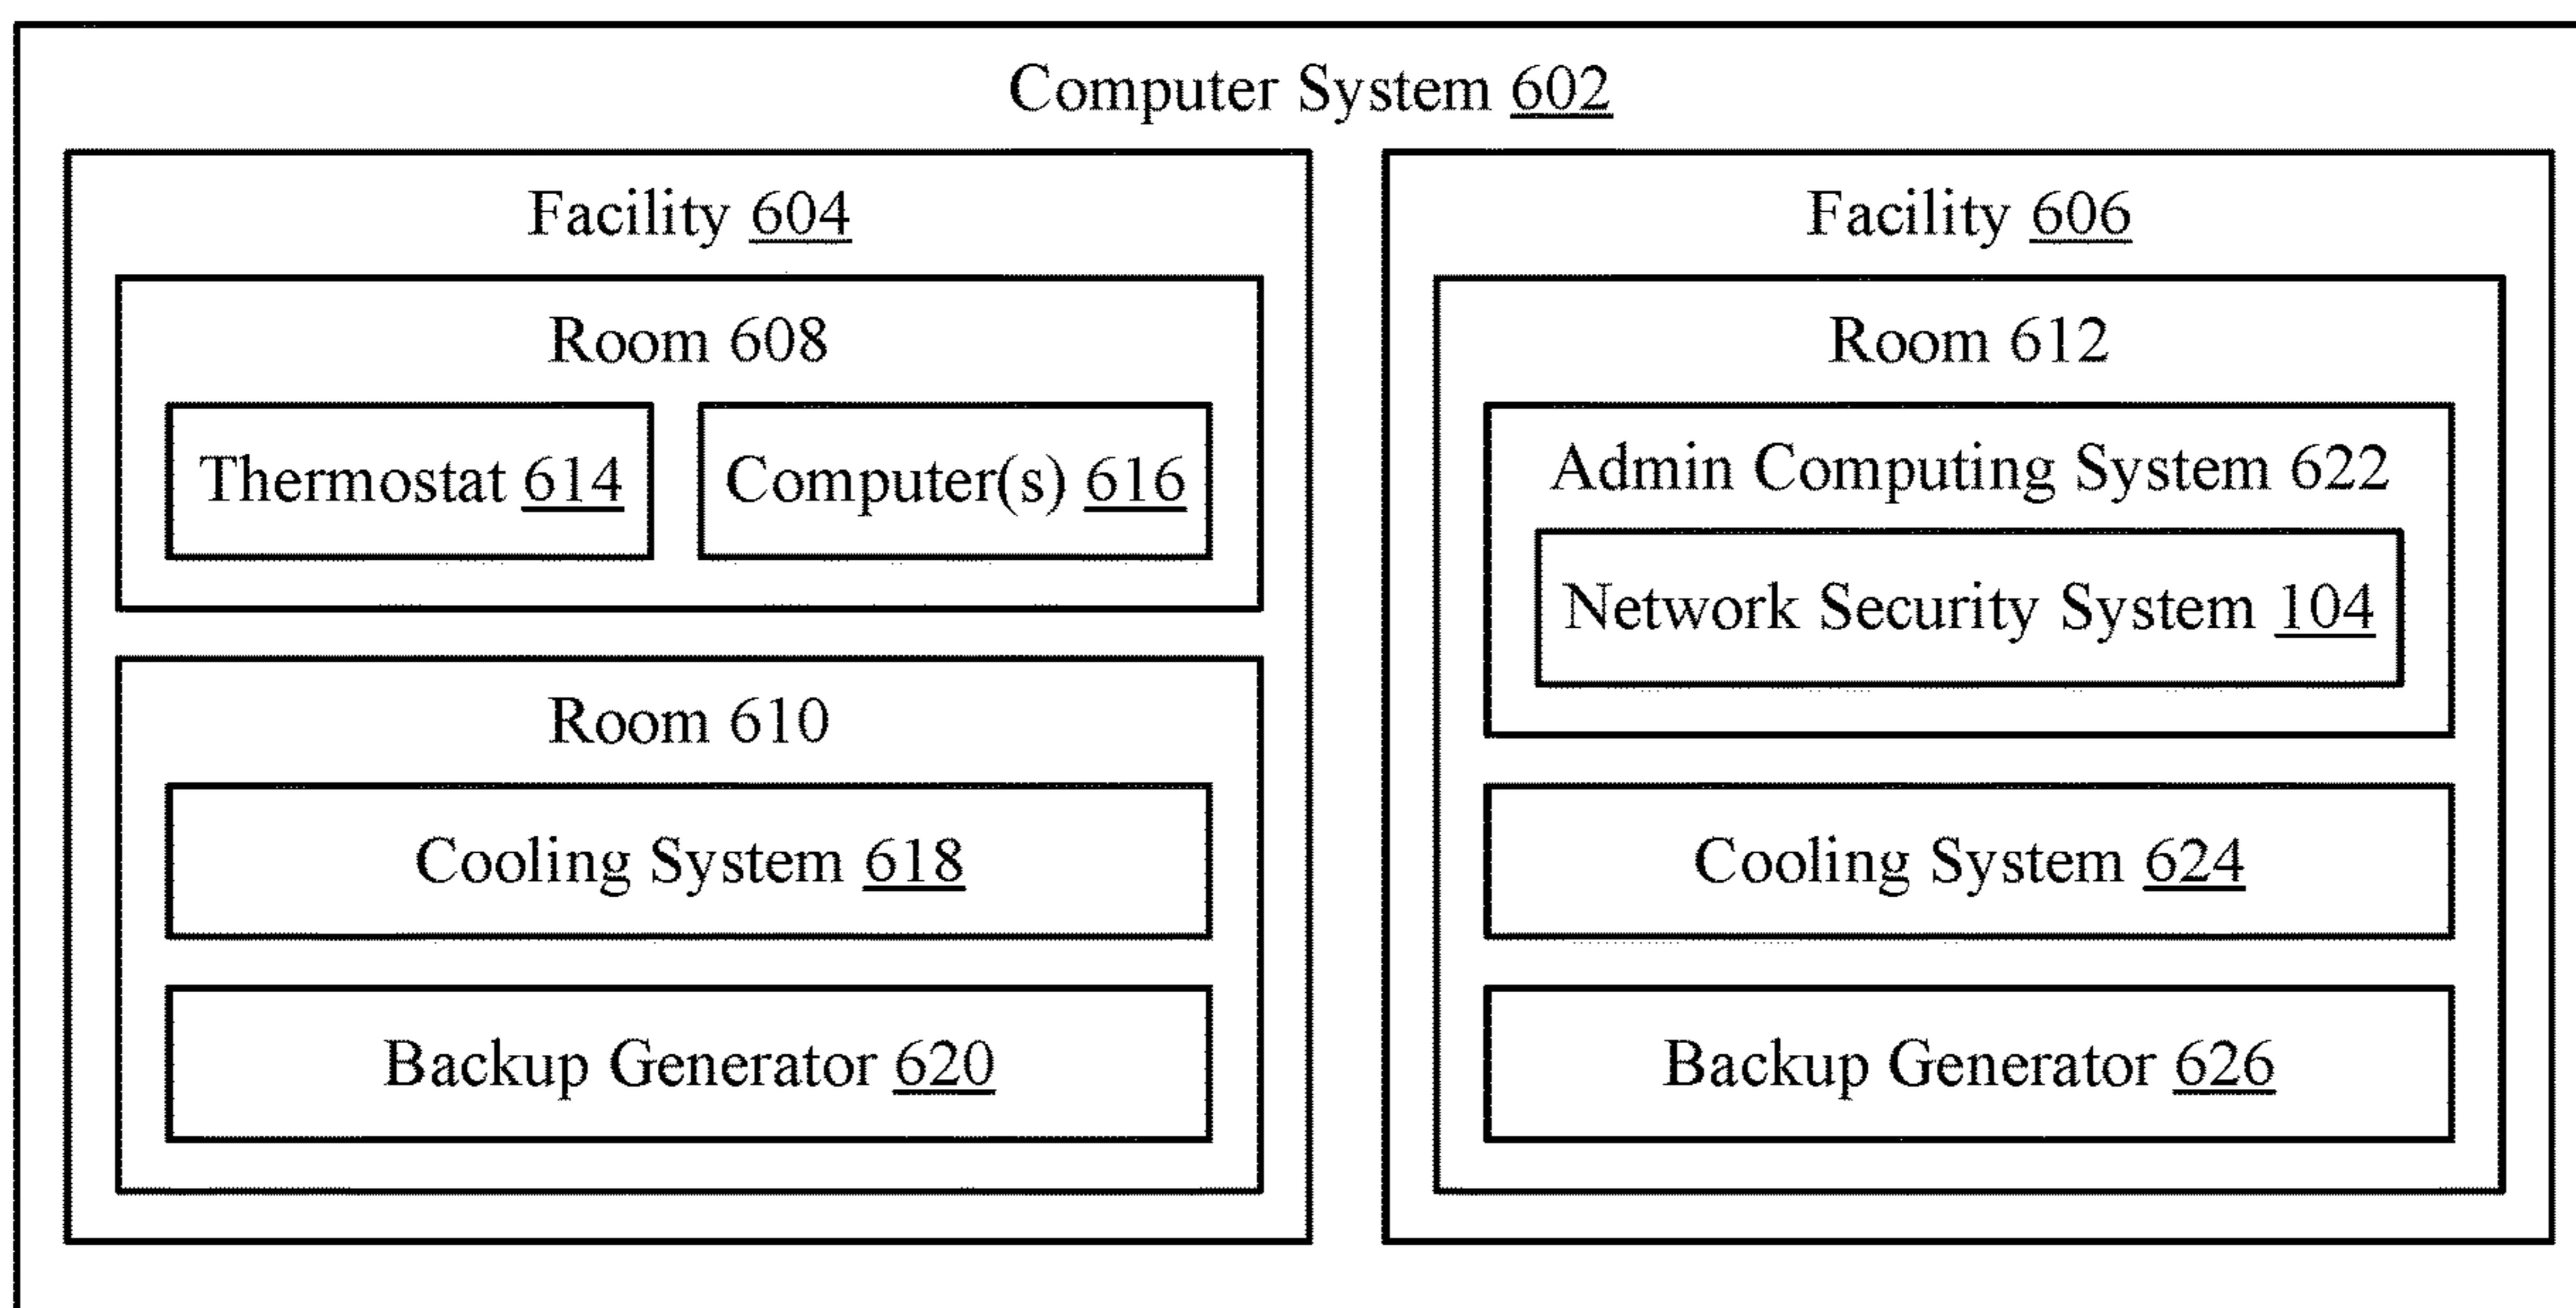 Computer System 602
Facility 604
Room 608
Thermostat 614
Computer(s) 616
Room 610
Cooling System 618
Backup Generator 620
Facility 606
Room 612
Admin Computing System 622
Network Security System 104
Cooling System 624
Backup Generator 626